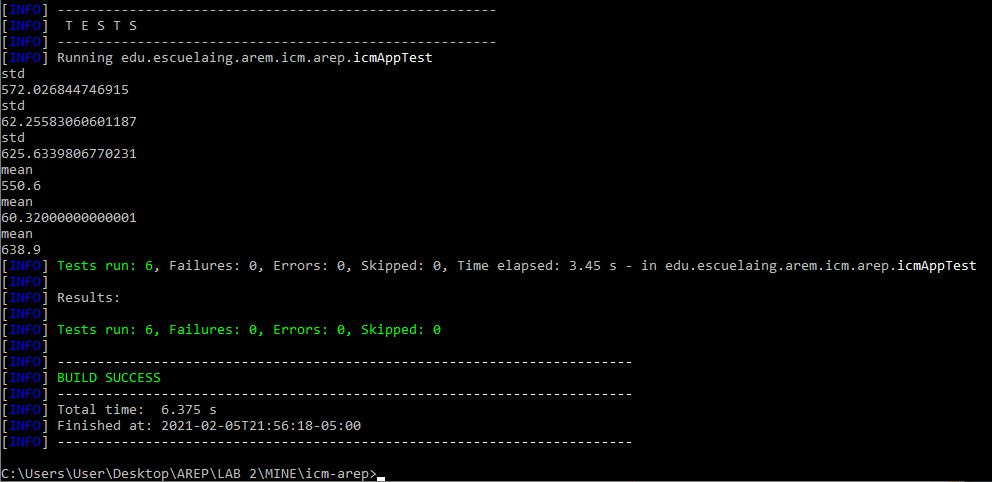 [INFO] -------------------------------------------------------
[INFO]  T E S T S
[INFO] -------------------------------------------------------
[INFO] Running edu.escuelaing.arem.icm.arep.icmAppTest
std
572.026844746915
std
62.25583060601187
std
625.6339806770231
mean
550.6
mean
60.32000000000001
mean
638.9
[INFO] Tests run: 6, Failures: 0, Errors: 0, Skipped: 0, Time elapsed: 3.45 s - in edu.escuelaing.arem.icm.arep.icmAppTest
[INFO]
[INFO] Results:
[INFO]
[INFO] Tests run: 6, Failures: 0, Errors: 0, Skipped: 0
[INFO]
[INFO] ------------------------------------------------------------------------
[INFO] BUILD SUCCESS
[INFO] ------------------------------------------------------------------------
[INFO] Total time:  6.375 s
[INFO] Finished at: 2021-02-05T21:56:18-05:00
[INFO] ------------------------------------------------------------------------
C:\Users\User\Desktop\AREP\LAB 2\MINE\icm-arep>